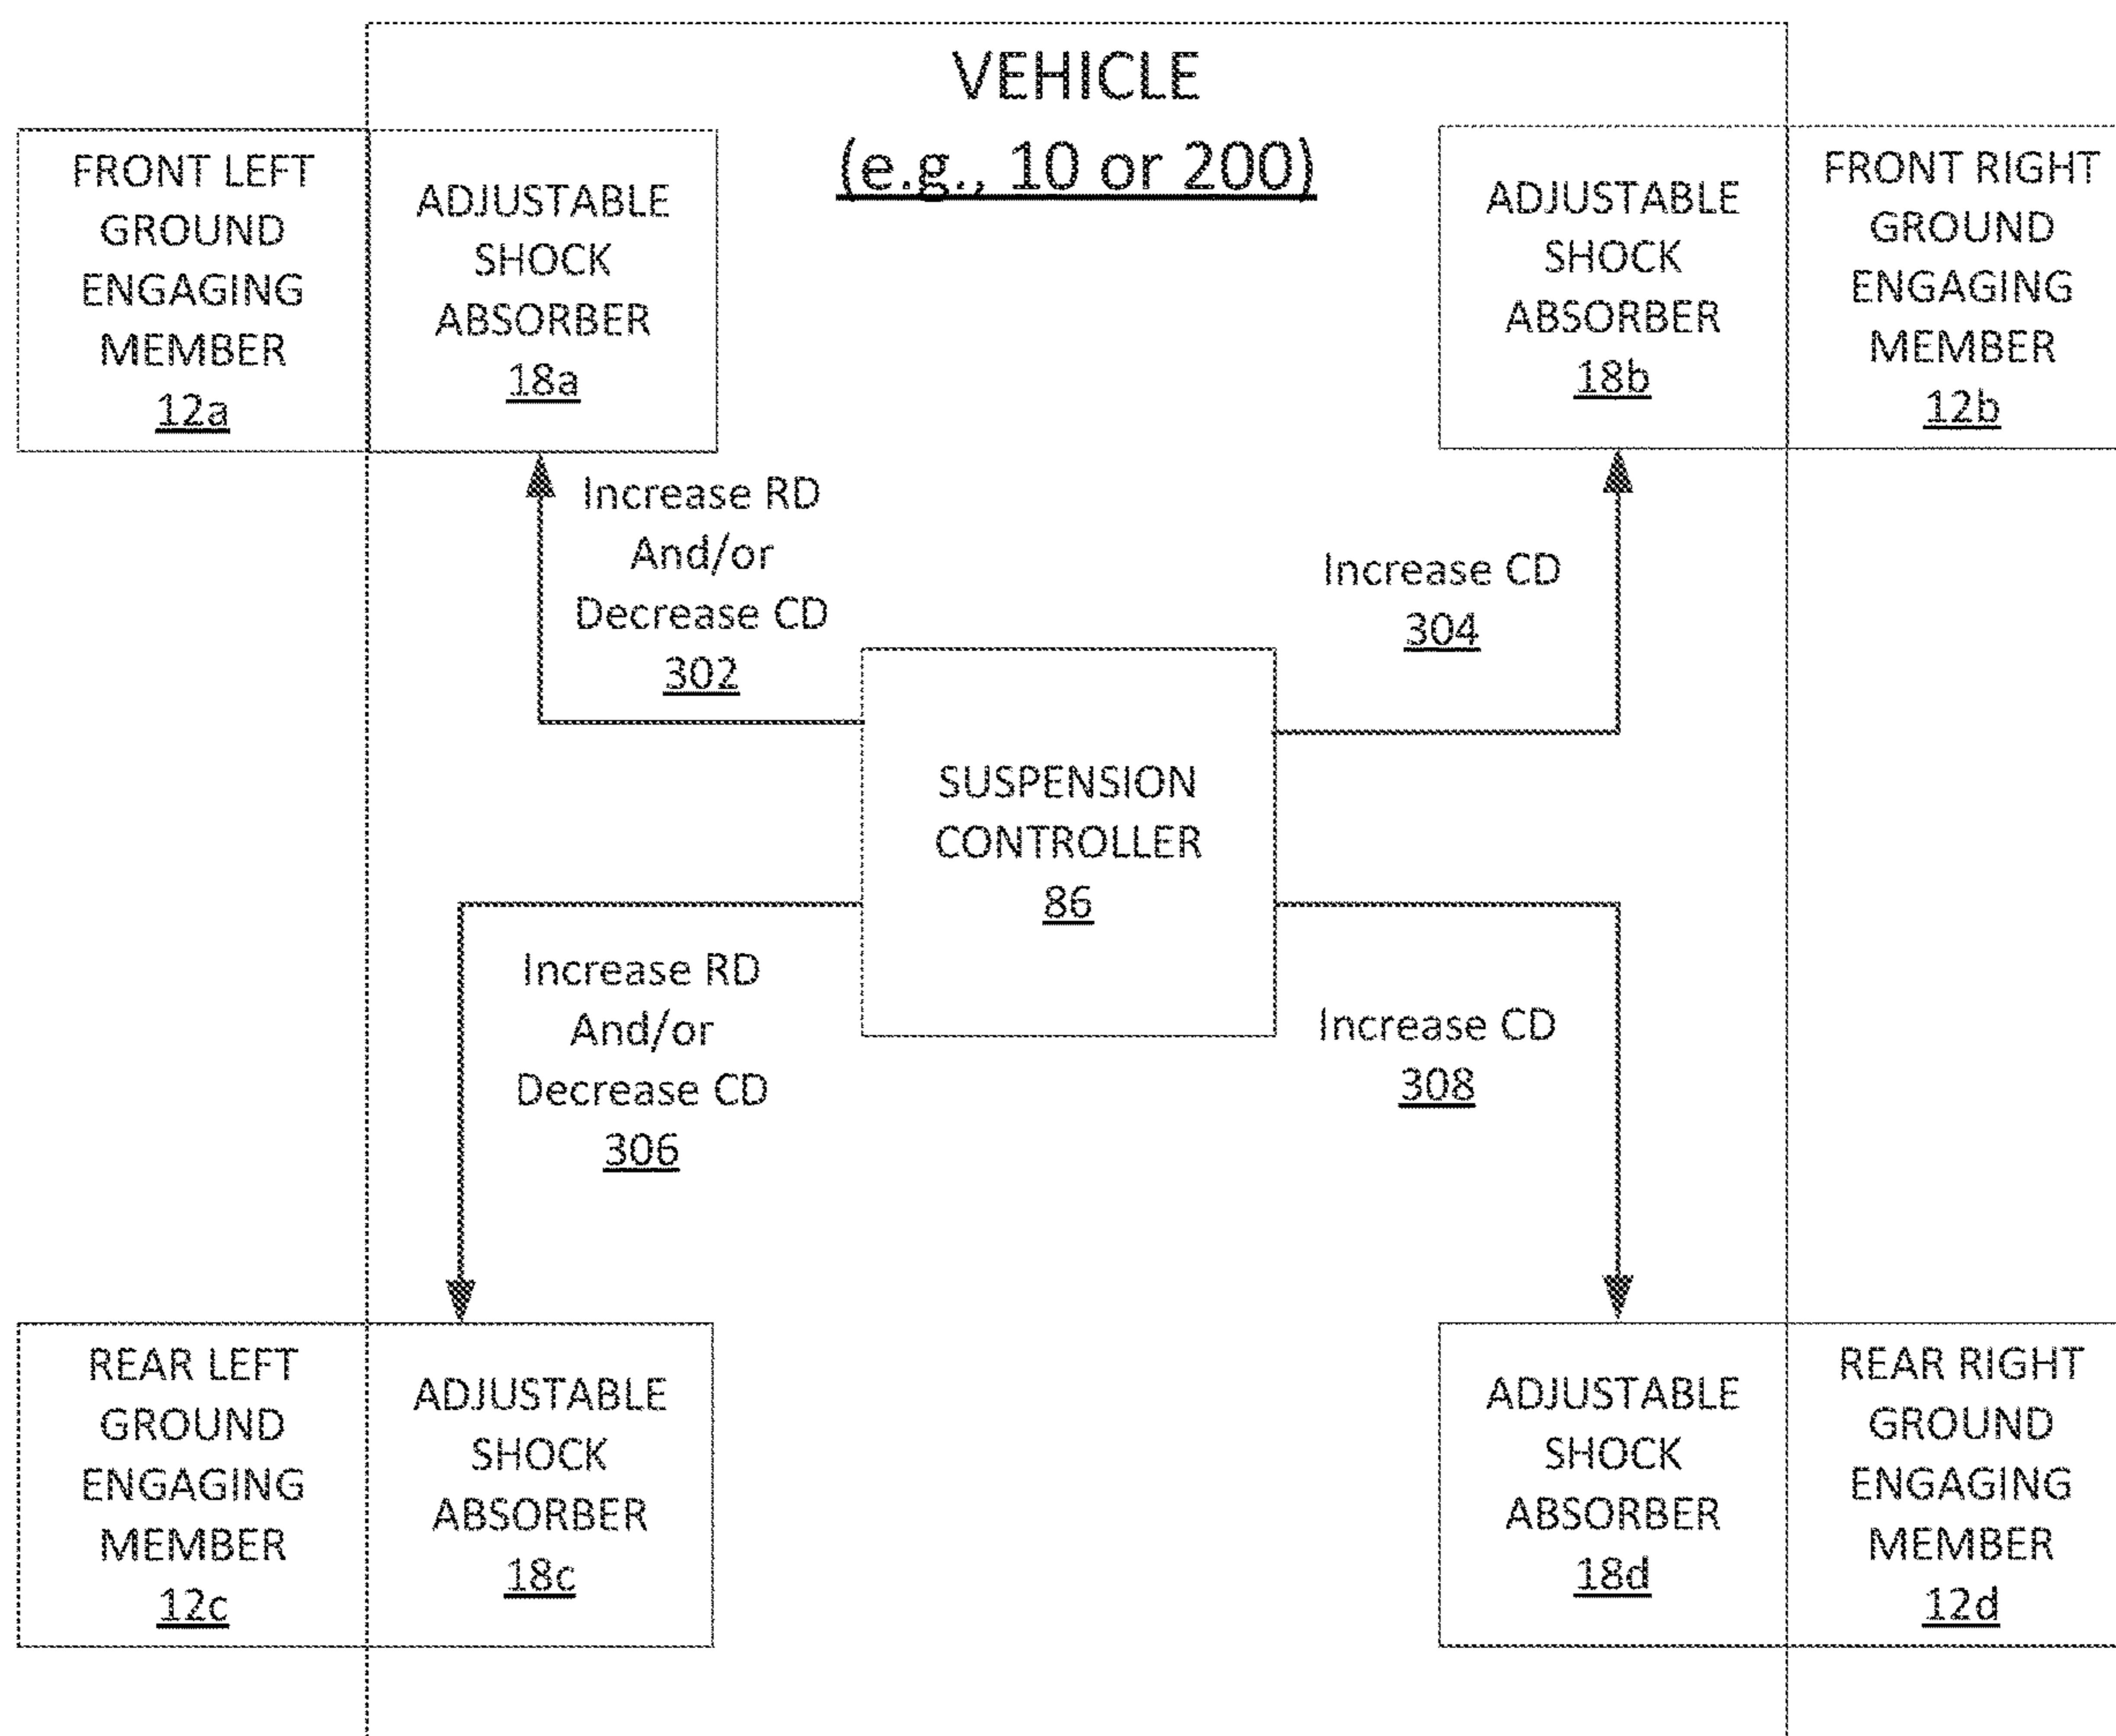 VEHICLE
(e.g., 10 or 200)
FRONT LEFT
GROUND
ENGAGING
MEMBER
12a
ADJUSTABLE
SHOCK
ABSORBER
18a
ADJUSTABLE
SHOCK
ABSORBER
18b
FRONT RIGHT
GROUND
ENGAGING
MEMBER
12b
Increase RD
And/or
Decrease CD
302
Increase CD
304
SUSPENSION
CONTROLLER
86
Increase RD
And/or
Decrease CD
306
Increase CD
308
REAR LEFT
GROUND
ENGAGING
MEMBER
12c
ADJUSTABLE
SHOCK
ABSORBER
18c
ADJUSTABLE
SHOCK
ABSORBER
18d
REAR RIGHT
GROUND
ENGAGING
MEMBER
12d